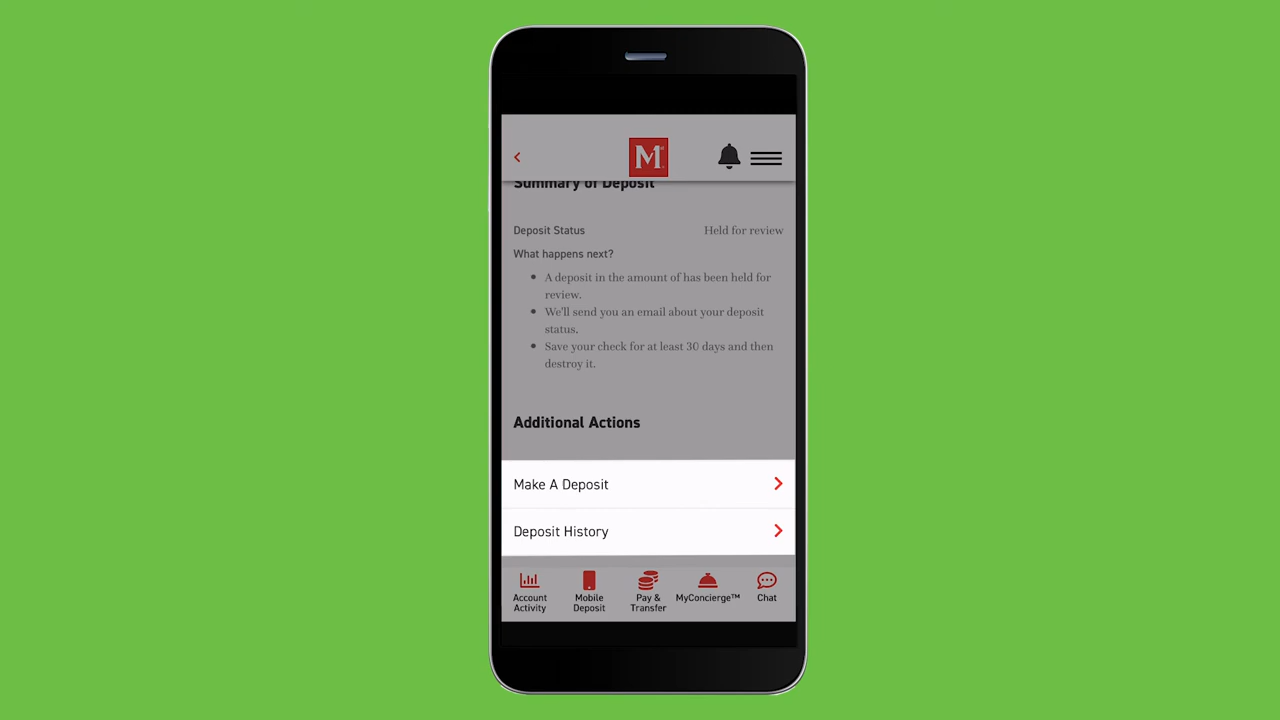 M
Summary of Deposit
Deposit Status
Held for review
What happens next?
A deposit in the amount of has been held for
review.
We'll send you an email about your deposit
status.
Save your check for at least 30 days and then
destroy it.
Additional Actions
Make A Deposit
Deposit History
Account
Activity
Mobile
Deposit
Pay &
Transfer
MyConcierge™
Chat